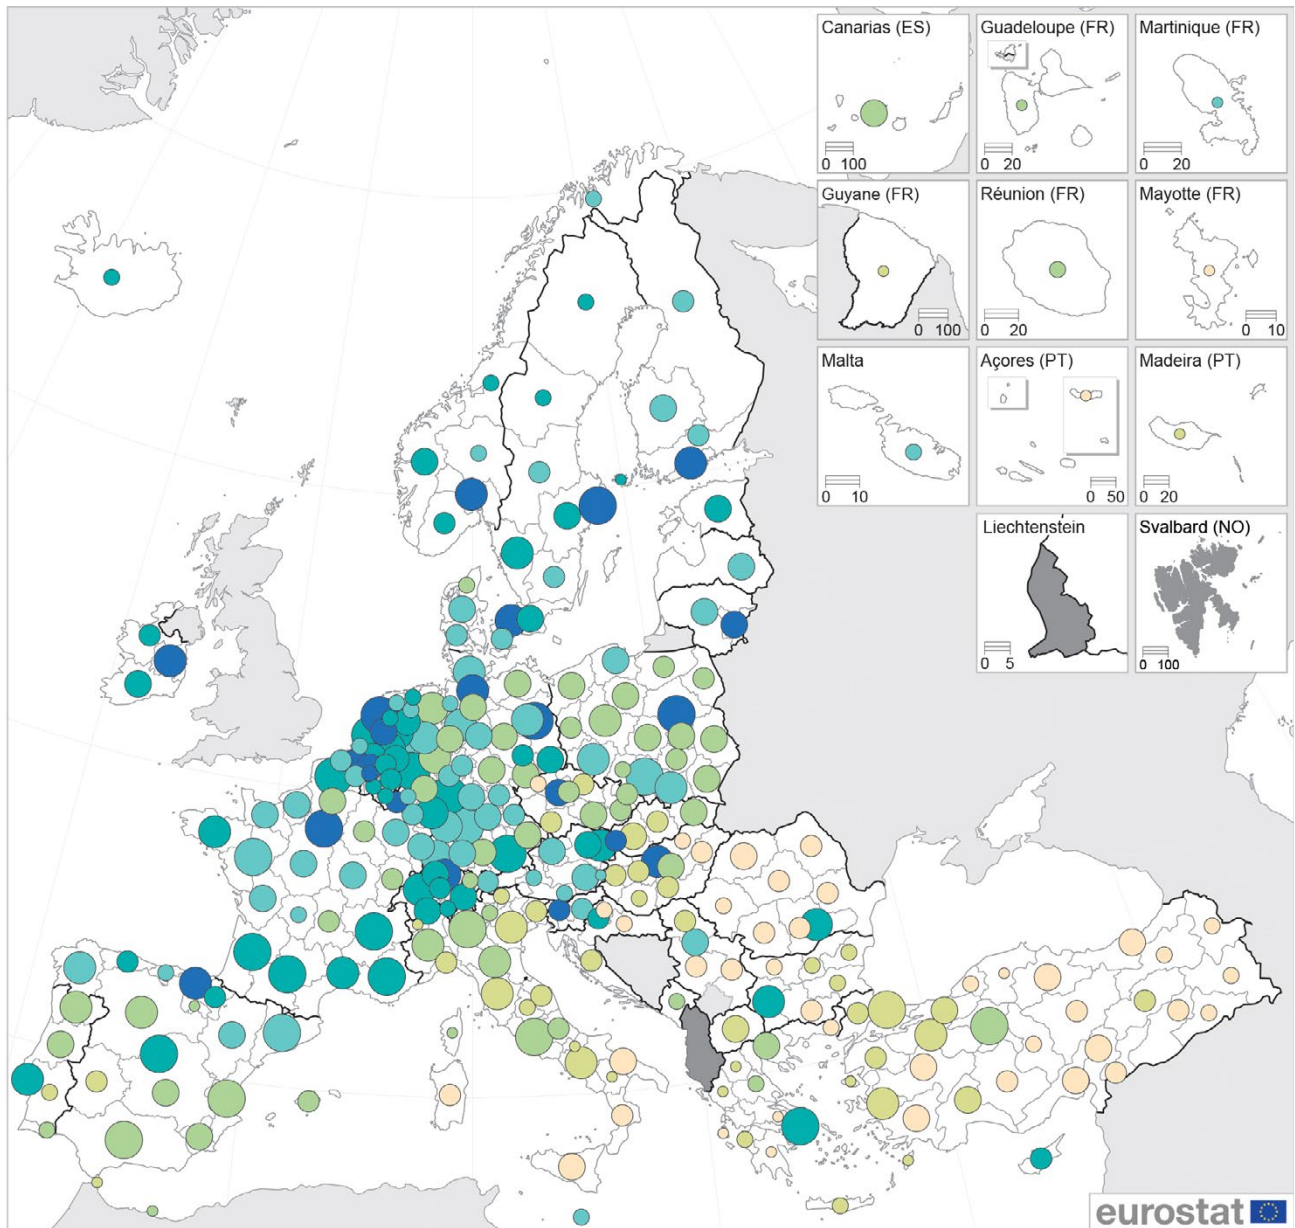 Canarias (ES)
0 100
Guadeloupe (FR)
0 20
Martinique (FR)
0 20
Guyane (FR)
0 100
Réunion (FR)
0 20
Mayotte (FR)
0 10
Malta
0 10
Açores (PT)
0 50
Madeira (PT)
0 20
Liechtenstein
0 5
Svalbard (NO)
0 100
eurostat